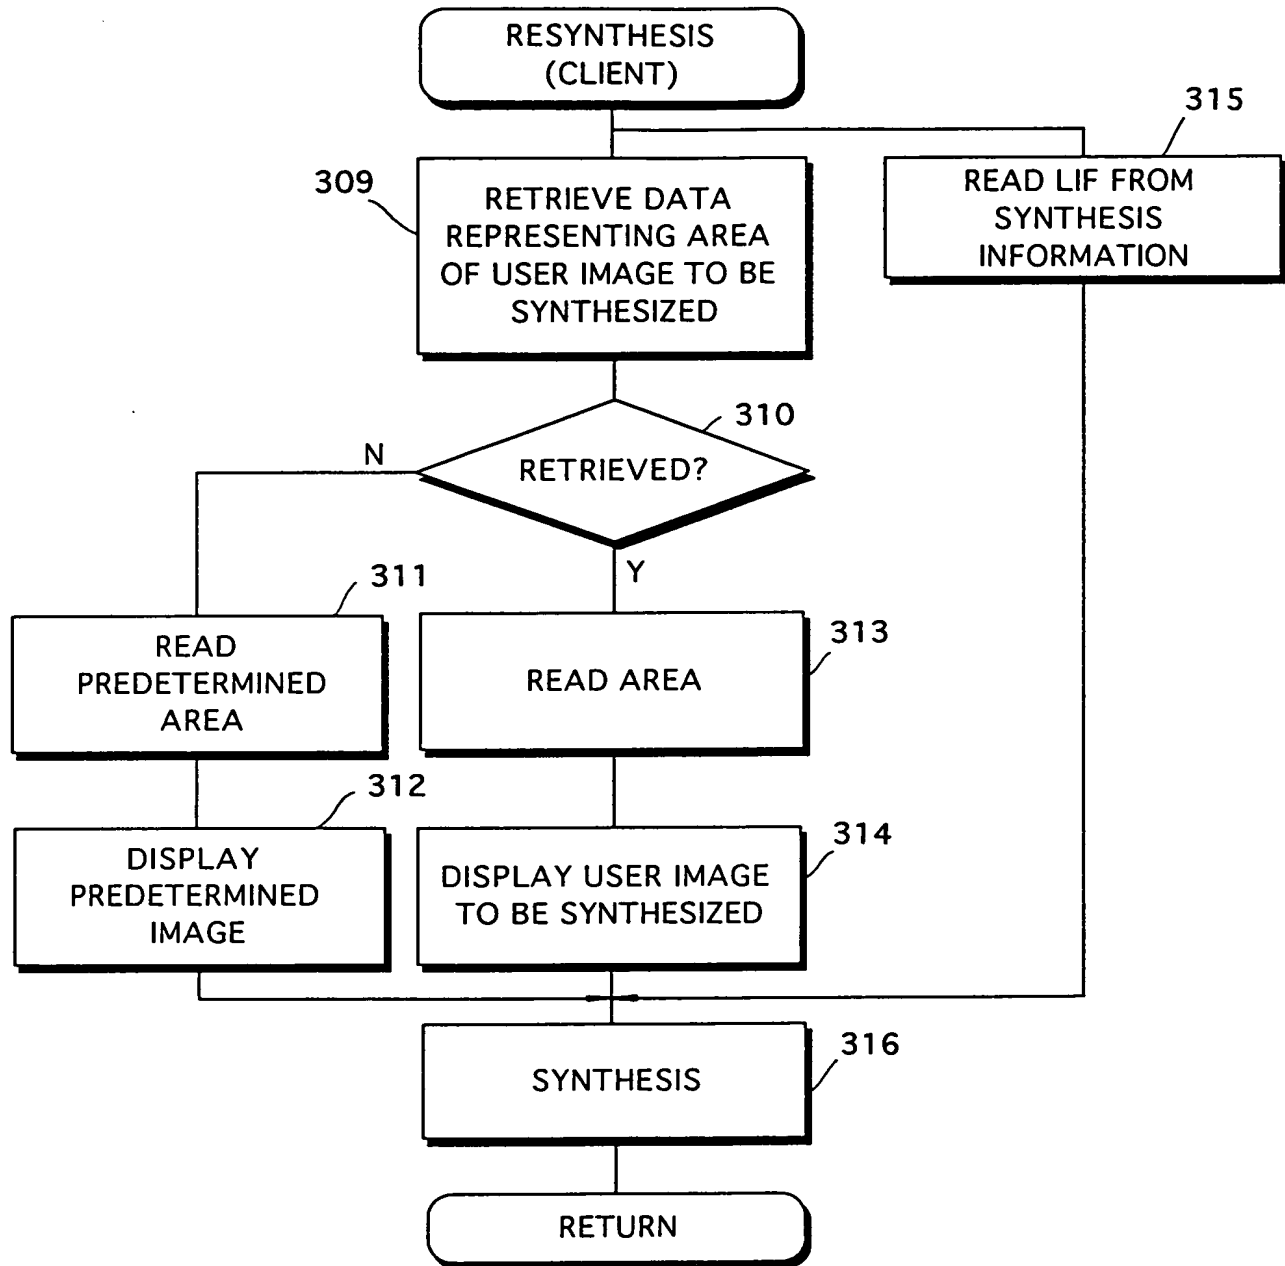 RESYNTHESIS
(CLIENT)
315
READ LIF FROM
SYNTHESIS
INFORMATION
309
RETRIEVE DATA
REPRESENTING AREA
OF USER IMAGE TO BE
SYNTHESIZED
310
N
RETRIEVED?
Y
311
READ
PREDETERMINED
AREA
313
READ AREA
312
DISPLAY
PREDETERMINED
IMAGE
314
DISPLAY USER IMAGE
TO BE SYNTHESIZED
316
SYNTHESIS
RETURN